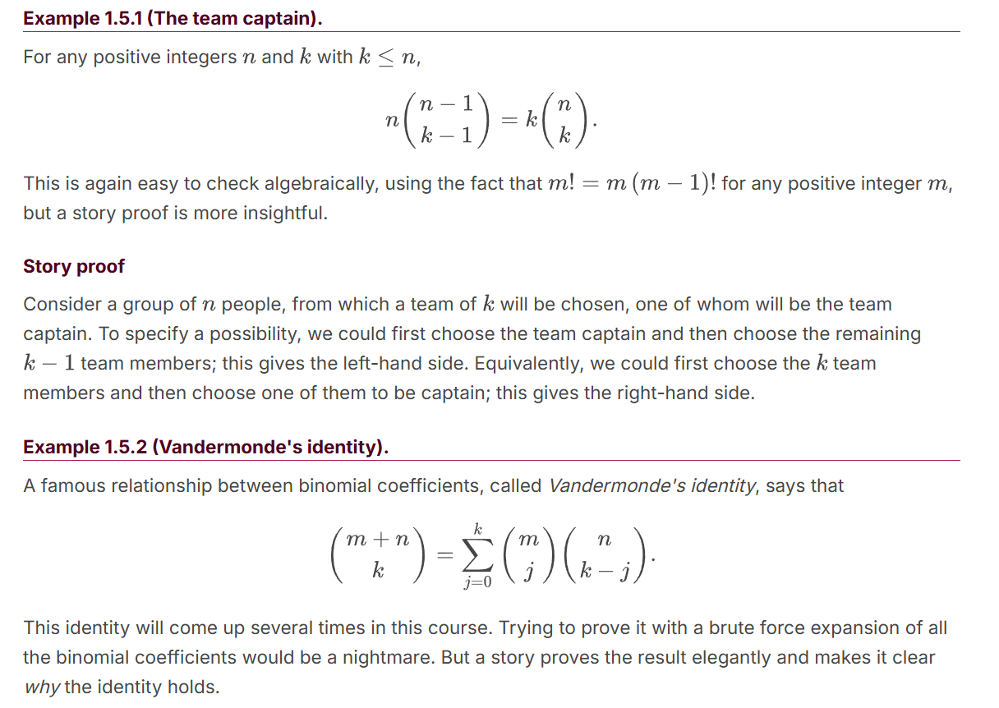 Example 1.5.1 (The team captain).
For any positive integers n and k with k ≤ n,
n\binom{n-1}{k-1} = k\binom{n}{k}.
This is again easy to check algebraically, using the fact that m! = m (m − 1)! for any positive integer m,
but a story proof is more insightful.
Story proof
Consider a group of n people, from which a team of k will be chosen, one of whom will be the team
captain. To specify a possibility, we could first choose the team captain and then choose the remaining
k − 1 team members; this gives the left-hand side. Equivalently, we could first choose the k team
members and then choose one of them to be captain; this gives the right-hand side.
Example 1.5.2 (Vandermonde's identity).
A famous relationship between binomial coefficients, called Vandermonde's identity, says that
\binom{m+n}{k} = \sum_{j=0}^{k} \binom{m}{j}\binom{n}{k-j}.
This identity will come up several times in this course. Trying to prove it with a brute force expansion of all
the binomial coefficients would be a nightmare. But a story proves the result elegantly and makes it clear
why the identity holds.